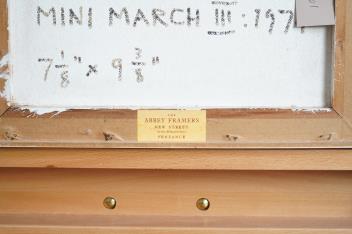 MINI MARCH III : 197
7 1/8" x 9 3/8"
THE
ABBEY FRAMERS
NEW STREET
PENZANCE